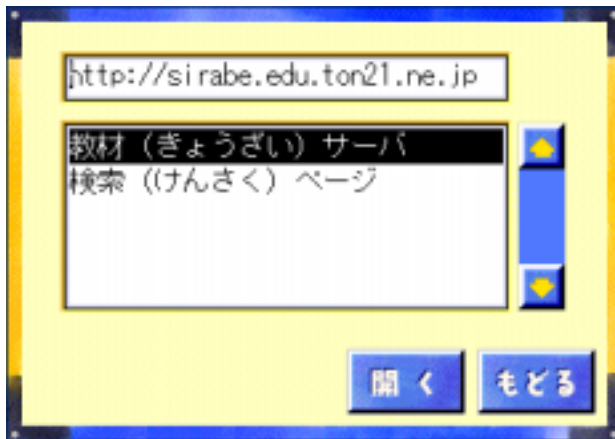 http://sirabe.edu.ton21.ne.jp
教材（きょうざい）サーバ
検索（(けんさく）ページ
開く
もどる